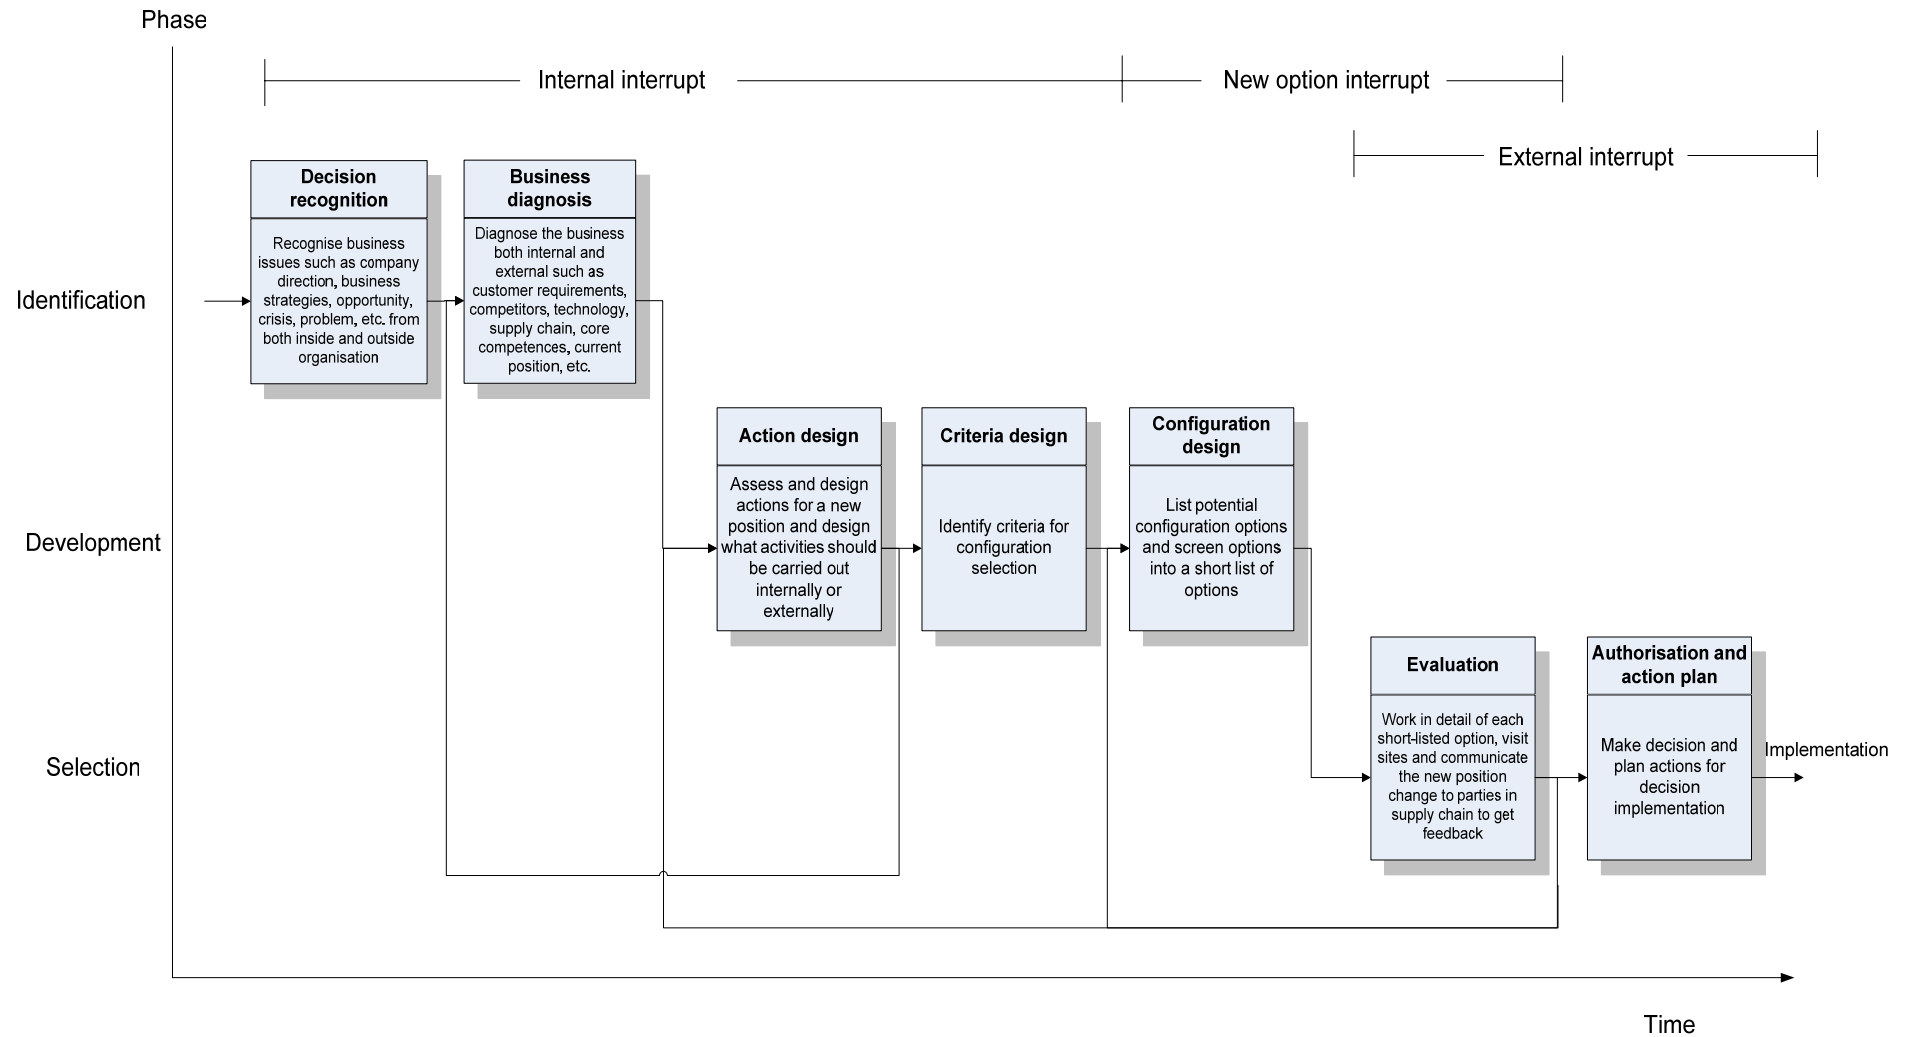 Phase
Internal interrupt
New option interrupt
External interrupt
Decision
recognition
Recognise business
issues such as company
direction, business
strategies, opportunity,
crisis, problem, etc. from
both inside and outside
organisation
Business
diagnosis
Diagnose the business
both internal and
external such as
customer requirements,
competitors, technology,
supply chain, core
competences, current
position, etc.
Identification
Action design
Assess and design
actions for a new
position and design
what activities should
be carried out
internally or
externally
Criteria design
Identify criteria for
configuration
selection
Configuration
design
List potential
configuration options
and screen options
into a short list of
options
Development
Evaluation
Work in detail of each
short-listed option, visit
sites and communicate
the new position
change to parties in
supply chain to get
feedback
Authorisation and
action plan
Make decision and
plan actions for
decision
implementation
Implementation
Selection
Time